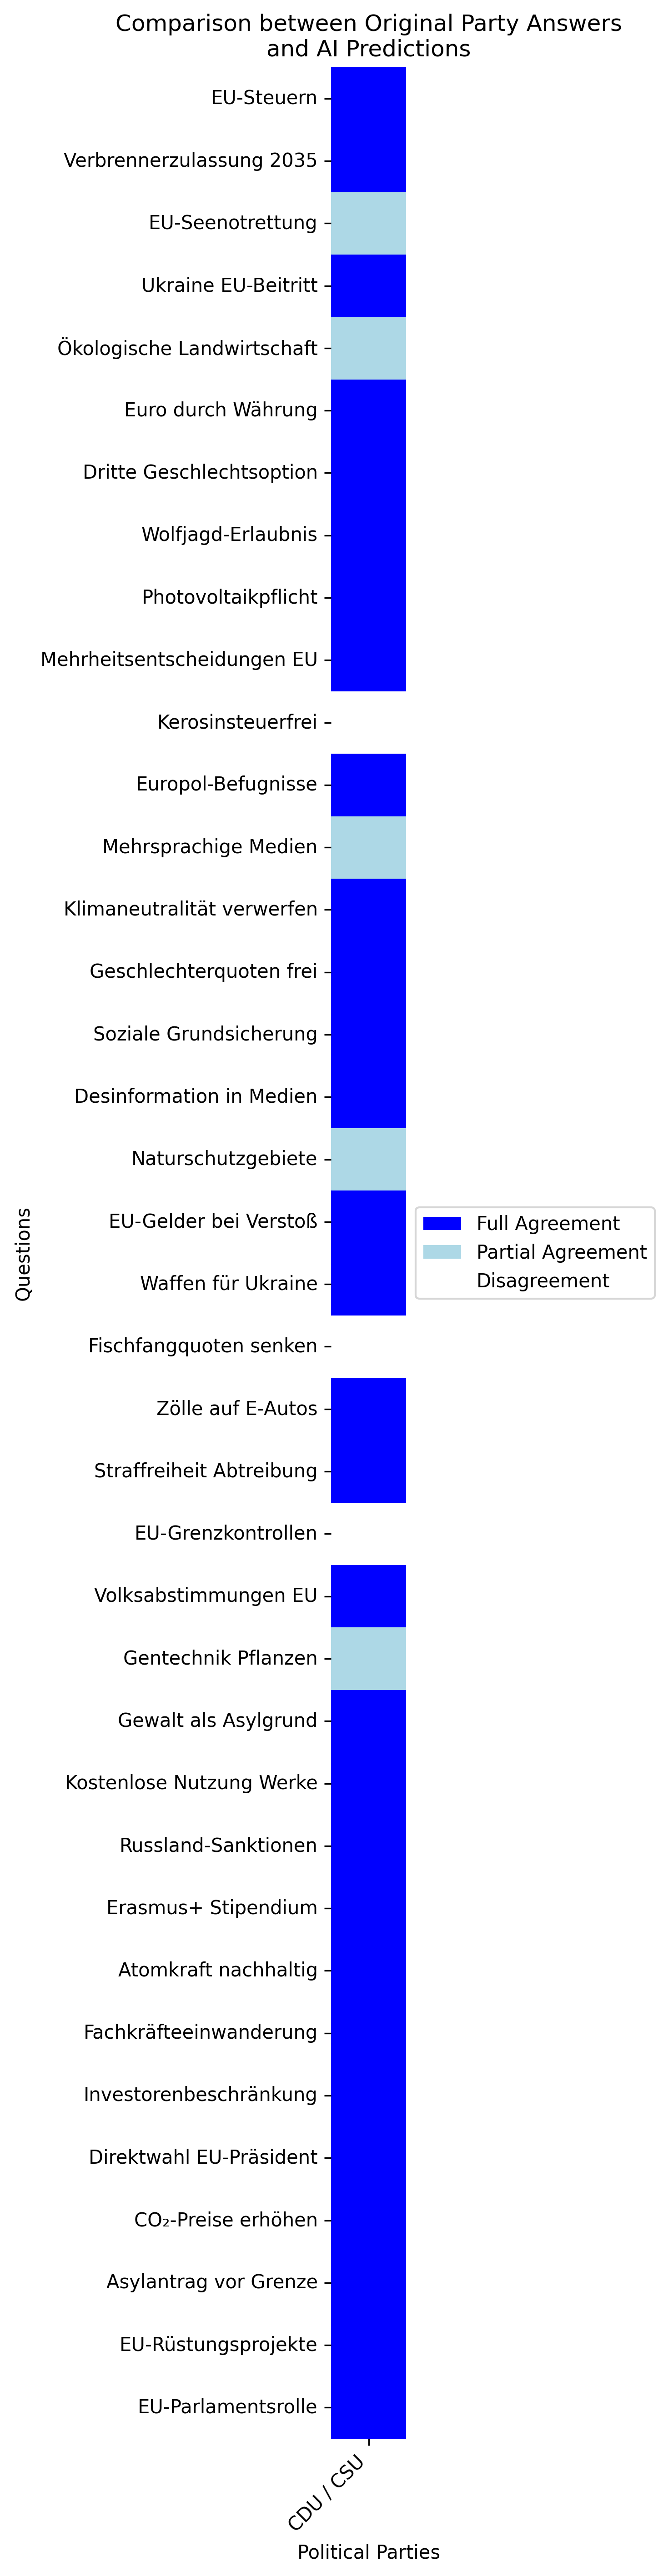 Comparison between Original Party Answers
and AI Predictions
EU-Steuern
Verbrennerzulassung 2035
EU-Seenotrettung
Ukraine EU-Beitritt
Ökologische Landwirtschaft
Euro durch Währung
Dritte Geschlechtsoption
Wolfjagd-Erlaubnis
Photovoltaikpflicht
Mehrheitsentscheidungen EU
Kerosinsteuerfrei
Europol-Befugnisse
Mehrsprachige Medien
Klimaneutralität verwerfen
Geschlechterquoten frei
Soziale Grundsicherung
Desinformation in Medien
Naturschutzgebiete
EU-Gelder bei Verstoß
Waffen für Ukraine
Fischfangquoten senken
Zölle auf E-Autos
Straffreiheit Abtreibung
EU-Grenzkontrollen
Volksabstimmungen EU
Gentechnik Pflanzen
Gewalt als Asylgrund
Kostenlose Nutzung Werke
Russland-Sanktionen
Erasmus+ Stipendium
Atomkraft nachhaltig
Fachkräfteeinwanderung
Investorenbeschränkung
Direktwahl EU-Präsident
CO₂-Preise erhöhen
Asylantrag vor Grenze
EU-Rüstungsprojekte
EU-Parlamentsrolle
Questions
Full Agreement
Partial Agreement
Disagreement
CDU / CSU
Political Parties